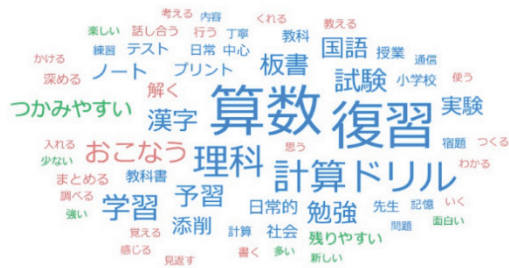 考える 内容 くれる
楽しい 話し合う 行う 丁寧 教科 教える
練習 テスト 日常 中心 国語 授業
かける ノート プリント 板書 通信
深める 解く 試験 小学校 使う
つかみやすい 漢字 算数 復習 実験
入れる おこなう 理科 思う 宿題 つくる
少ない 計算ドリル わかる
まとめる 教科書
調べる 学習 予習 日常的 勉強 先生 記憶 いく
強い 添削 計算 社会 残りやすい 問題 面白い
覚える
感じる 書く 多い 新しい
見返す